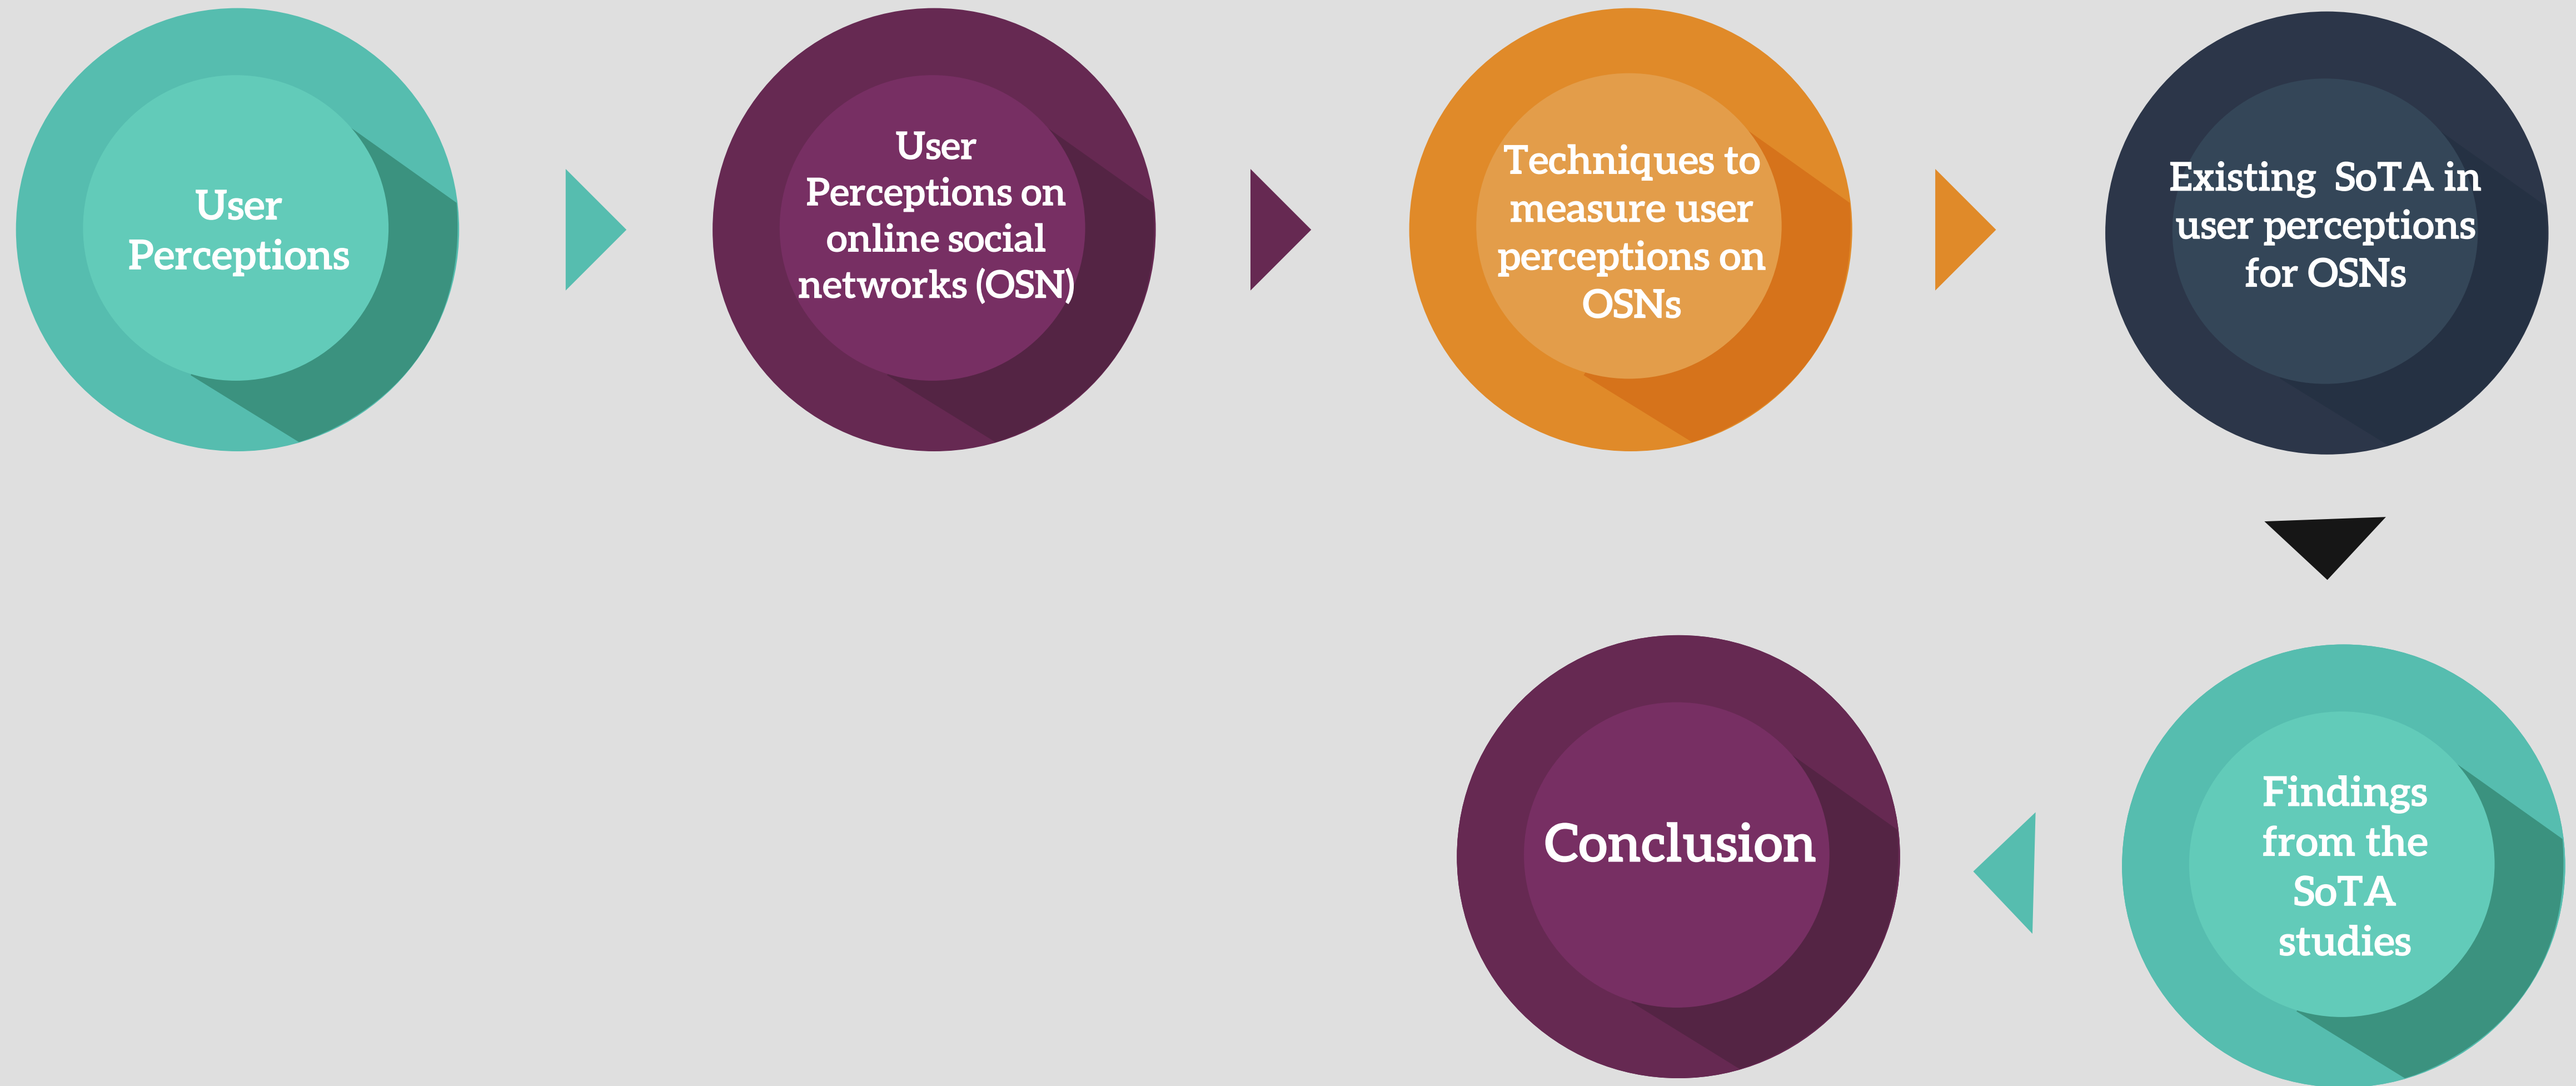 User
Perceptions
User
Perceptions on
online social
networks (OSN)
Techniques to
measure user
perceptions on
OSNs
Existing  SoTA in
user perceptions
for OSNs
Findings
from the
SoTA
studies
Conclusion